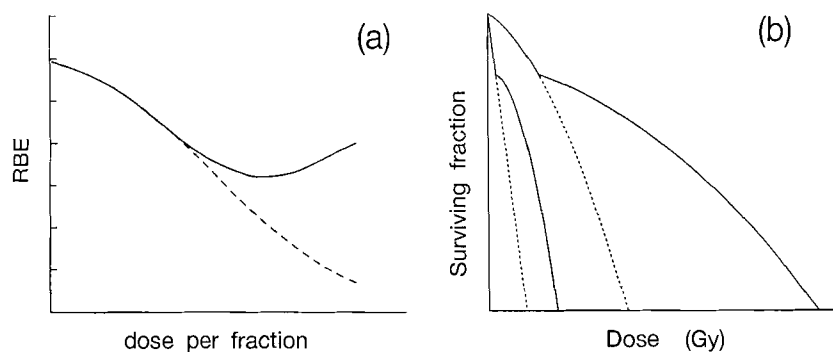 (a)
RBE
dose per fraction
(b)
Surviving fraction
Dose (Gy)